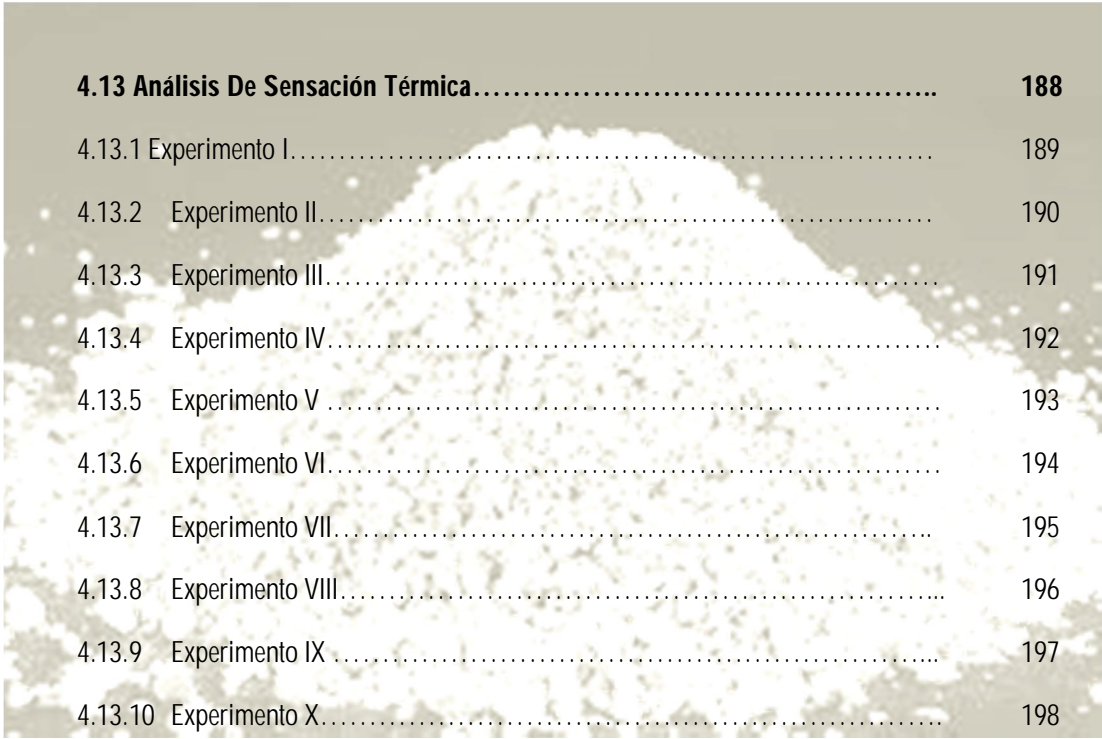 4.13 Análisis De Sensación Térmica……………………………………….. 188
4.13.1 Experimento I………………………………………………………… 189
4.13.2 Experimento II……………………………………………………… 190
4.13.3 Experimento III……………………………………………………… 191
4.13.4 Experimento IV……………………………………………………… 192
4.13.5 Experimento V ……………………………………………………… 193
4.13.6 Experimento VI……………………………………………………… 194
4.13.7 Experimento VII…………………………………………………….. 195
4.13.8 Experimento VIII……………………………………………………... 196
4.13.9 Experimento IX ……………………………………………………... 197
4.13.10 Experimento X………………………………………………………. 198